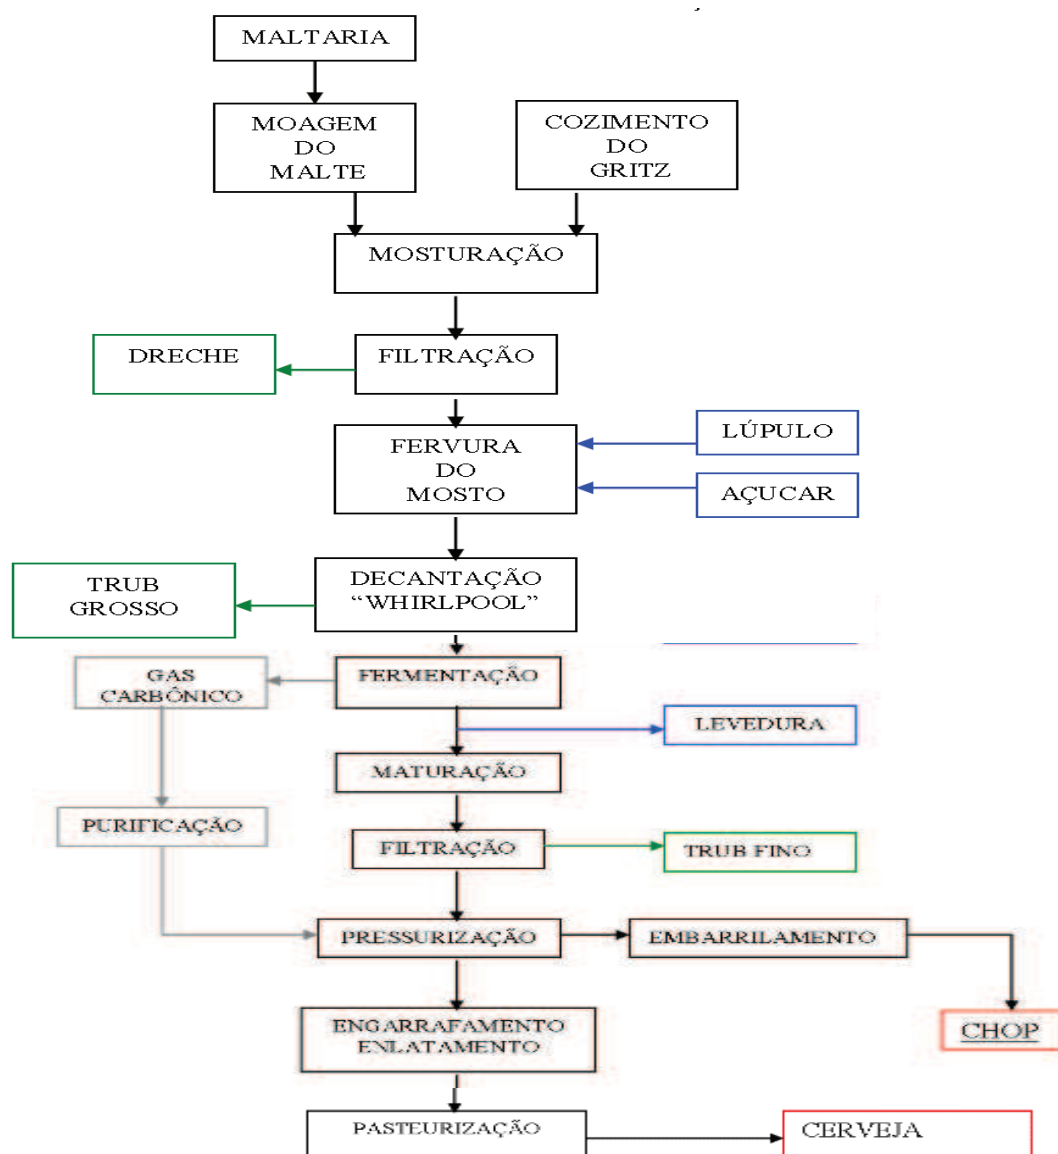 MALTARIA
MOAGEM
DO
MALTE
COZIMENTO
DO
GRITZ
MOSTURAÇÃO
DRECHE
FILTRAÇÃO
FERVURA
DO
MOSTO
LÚPULO
AÇUCAR
TRUB
GROSSO
DECANTAÇÃO
“WHIRLPOOL”
GAS
CARBÔNICO
FERMENTAÇÃO
LEVEDURA
MATURAÇÃO
PURIFICAÇÃO
FILTRAÇÃO
TRUB FINO
PRESSURIZAÇÃO
EMBARRILAMENTO
ENGARRAFAMENTO
ENLATAMENTO
CHOP
PASTEURIZAÇÃO
CERVEJA